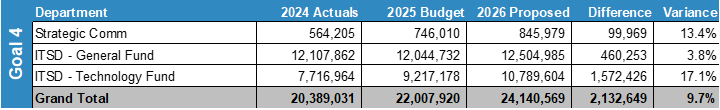 Goal 4
Department 2024 Actuals 2025 Budget 2026 Proposed Difference Variance
Strategic Comm 564,205 746,010 845,979 99,969 13.4%
ITSD - General Fund 12,107,862 12,044,732 12,504,985 460,253 3.8%
ITSD - Technology Fund 7,716,964 9,217,178 10,789,604 1,572,426 17.1%
Grand Total 20,389,031 22,007,920 24,140,569 2,132,649 9.7%